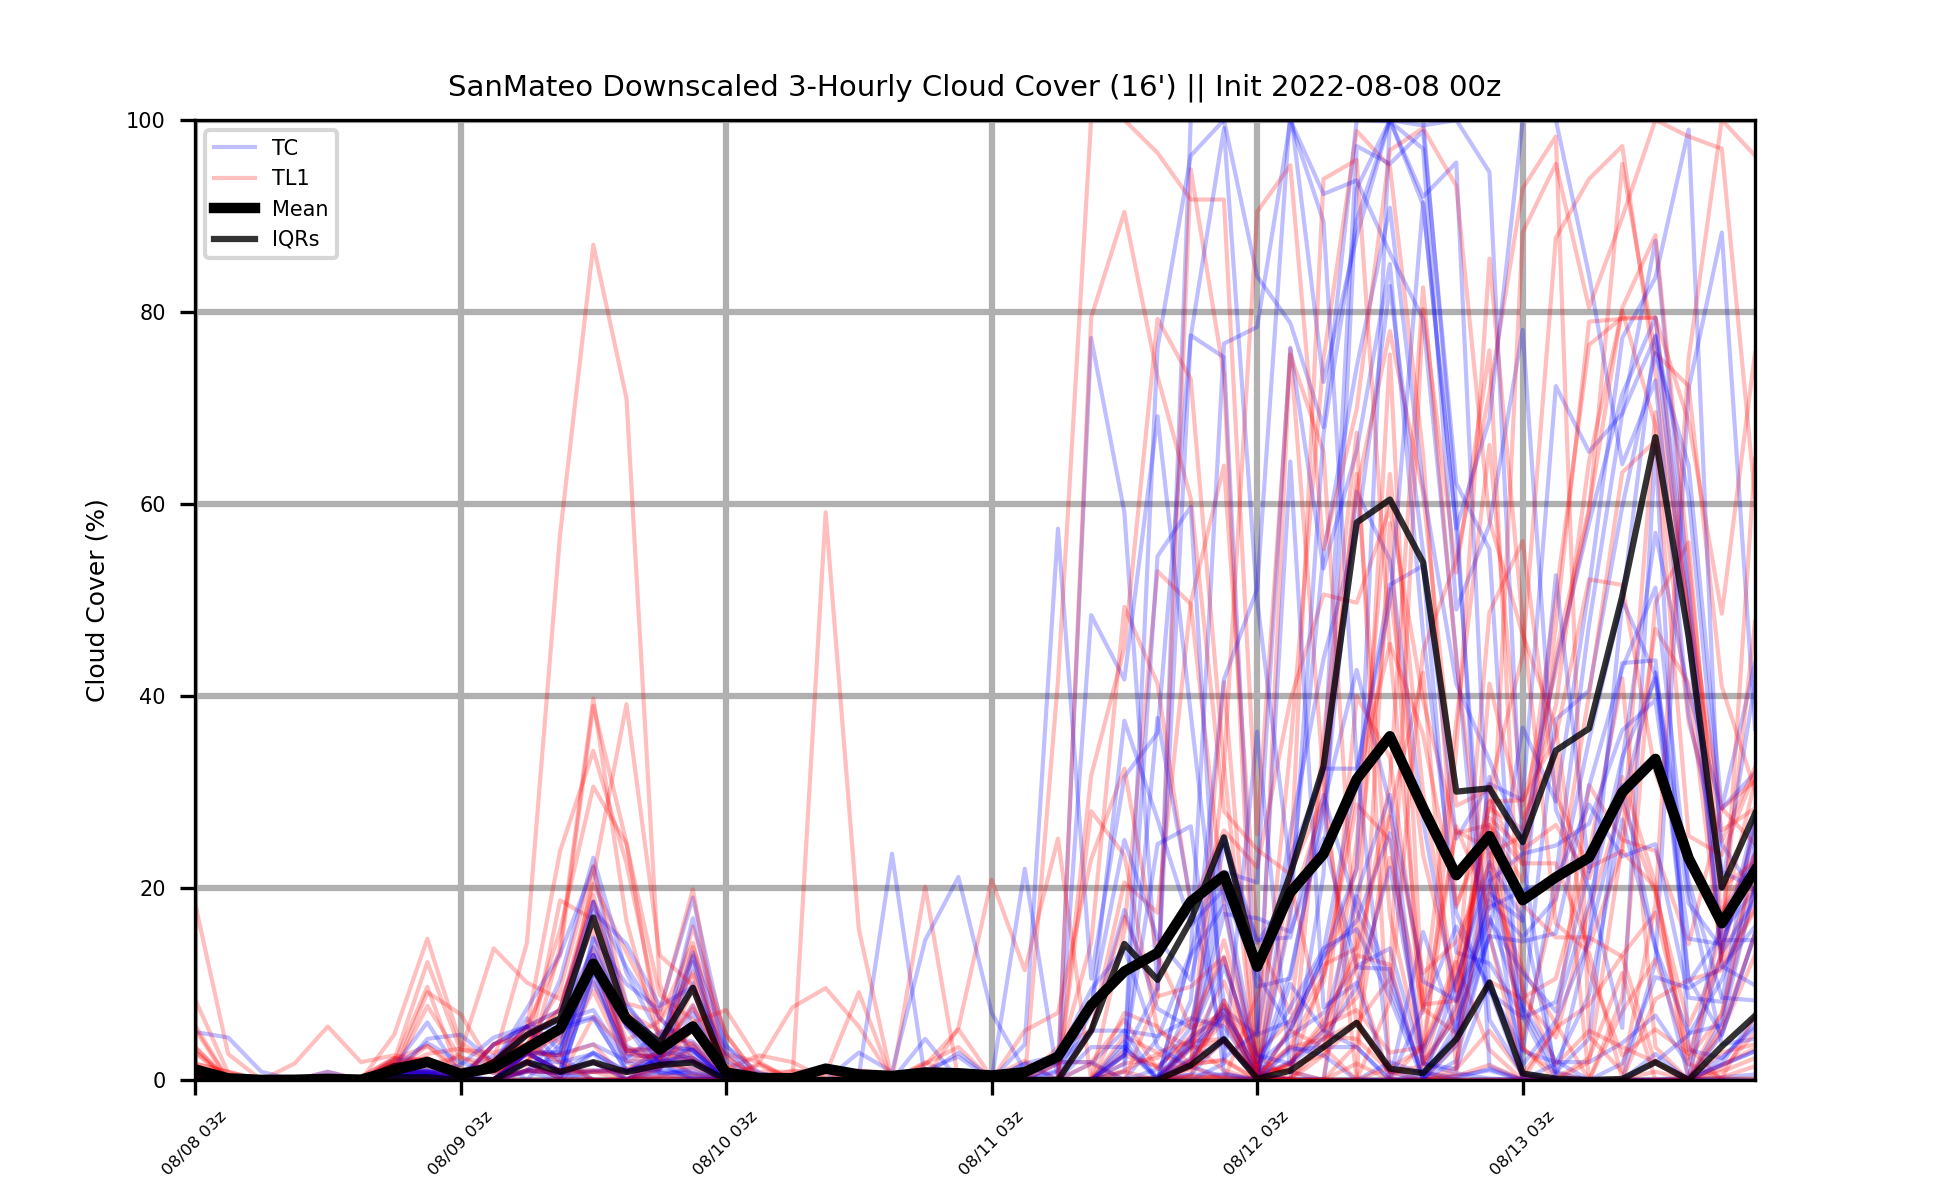 SanMateo Downscaled 3-Hourly Cloud Cover (16') || Init 2022-08-08 00z
100
80
60
40
20
0
Cloud Cover (%)
TC
TL1
Mean
IQRs
08/08 03z
08/09 03z
08/10 03z
08/11 03z
08/12 03z
08/13 03z